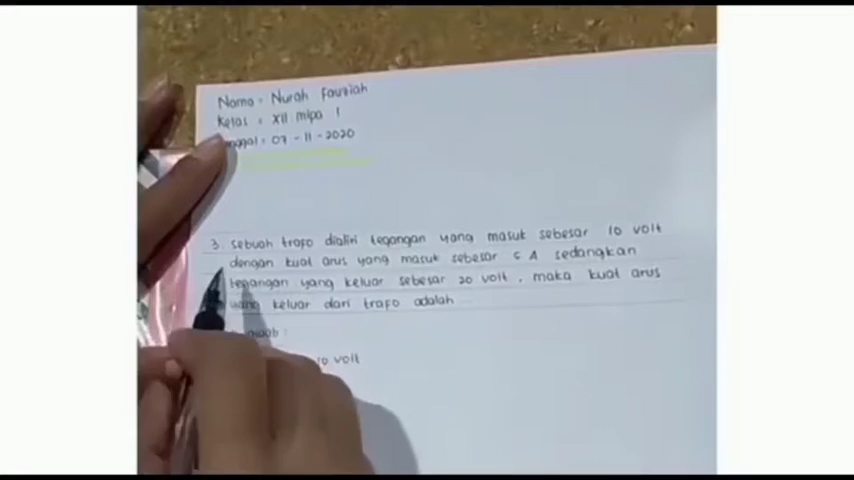 Nama : Nurah Fauziah
Kelas : XII mipa 1
: 07 - 11 - 2020
3. Sebuah trafo dialiri tegangan yang masuk sebesar 10 volt
dengan kuat arus yang masuk sebesar 5 A sedangkan
tegangan yang keluar sebesar 20 volt, maka kuat arus
yang keluar dari trafo adalah
10 volt